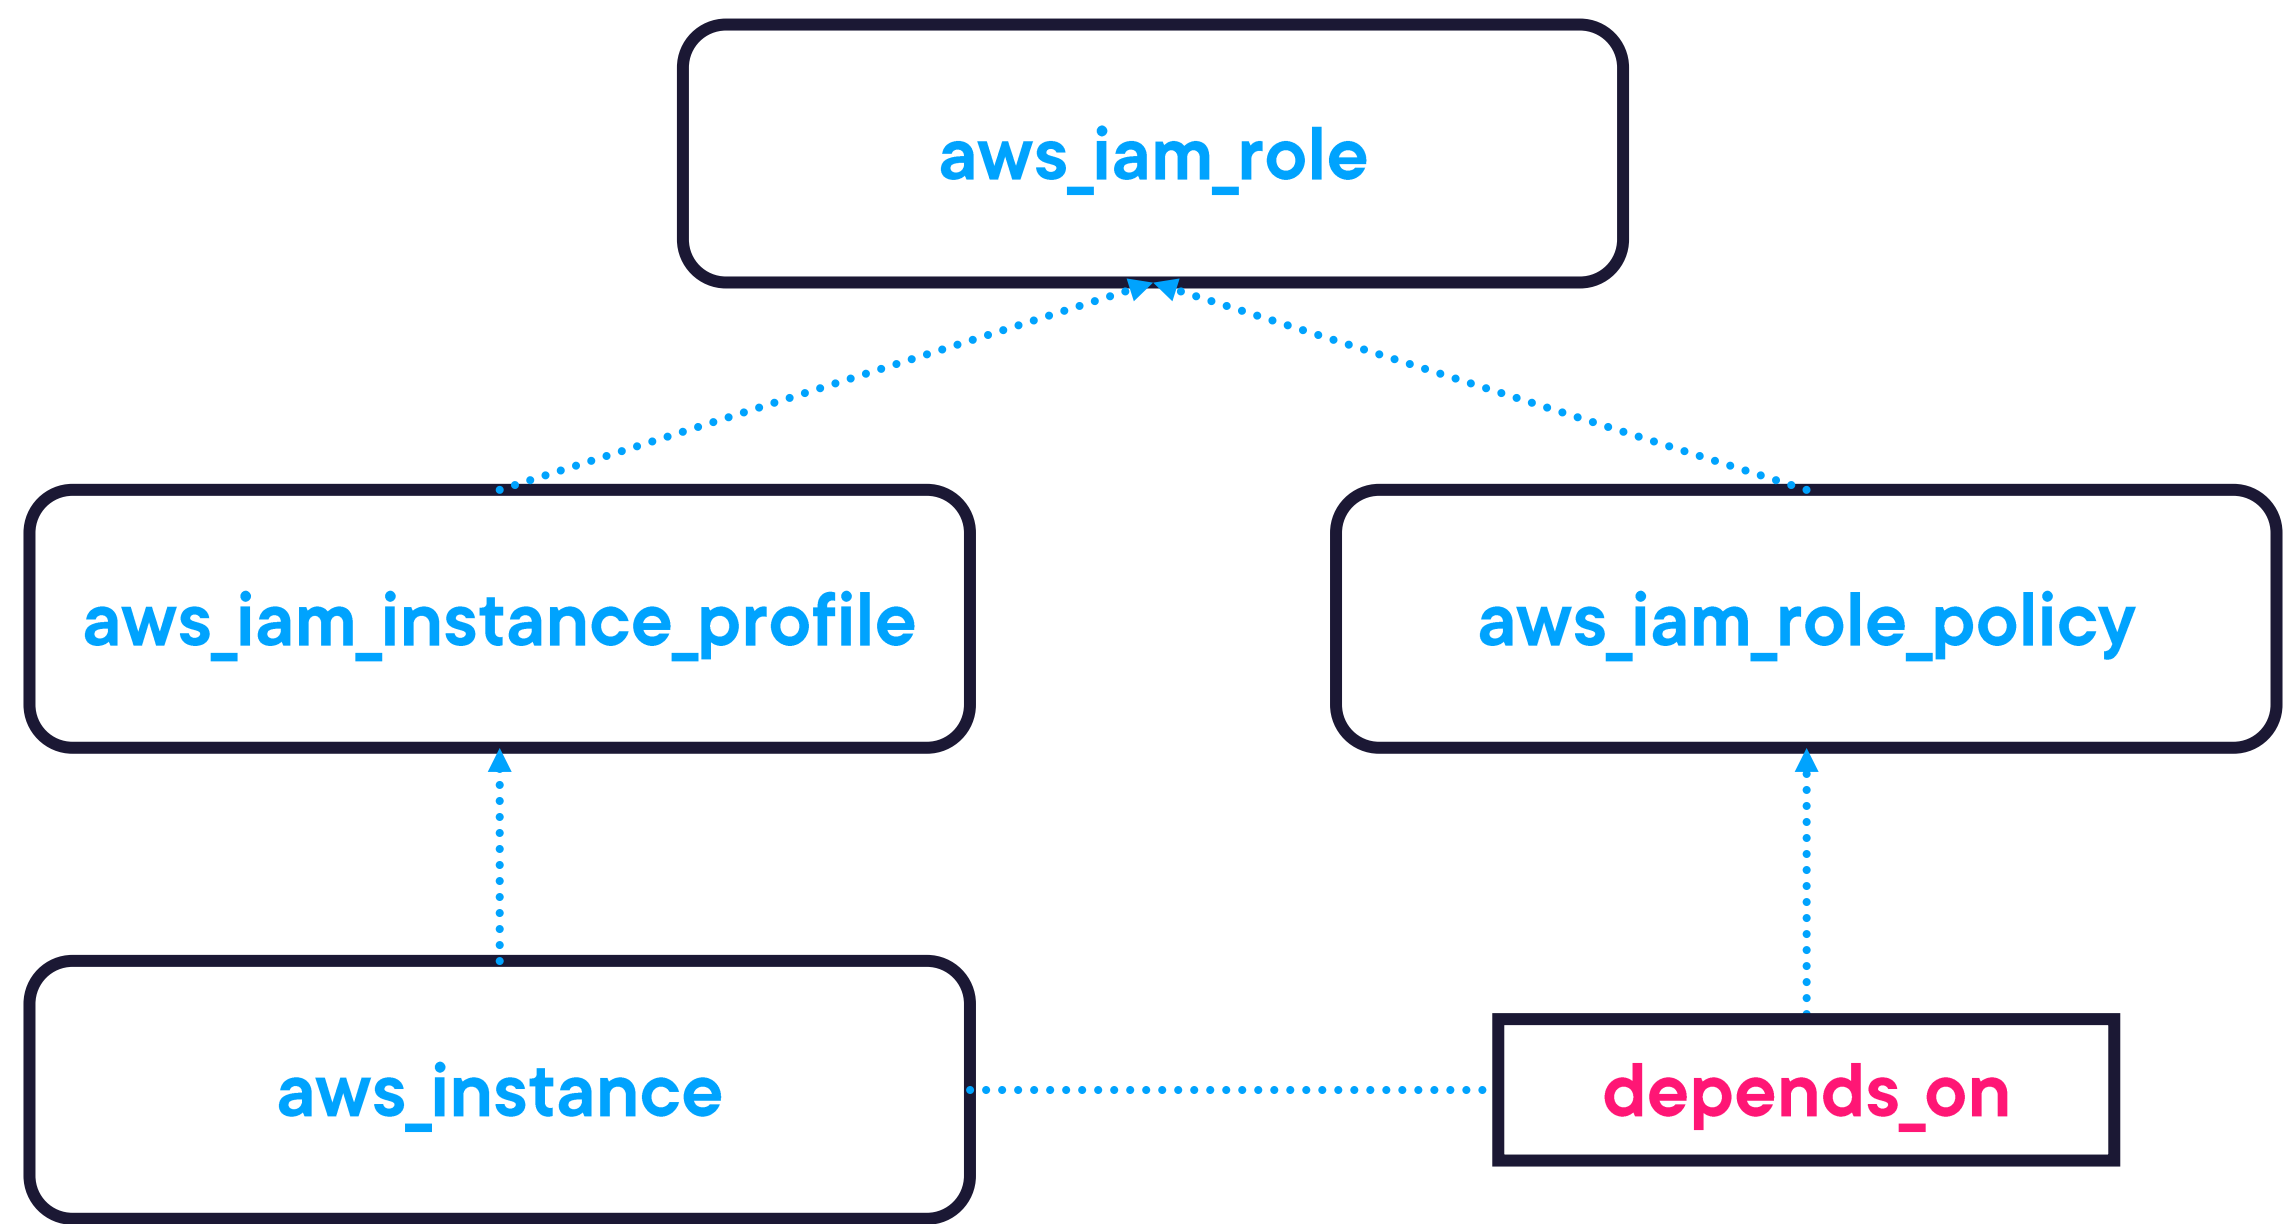 aws_iam_role
aws_iam_instance_profile
aws_iam_role_policy
aws_instance
depends_on